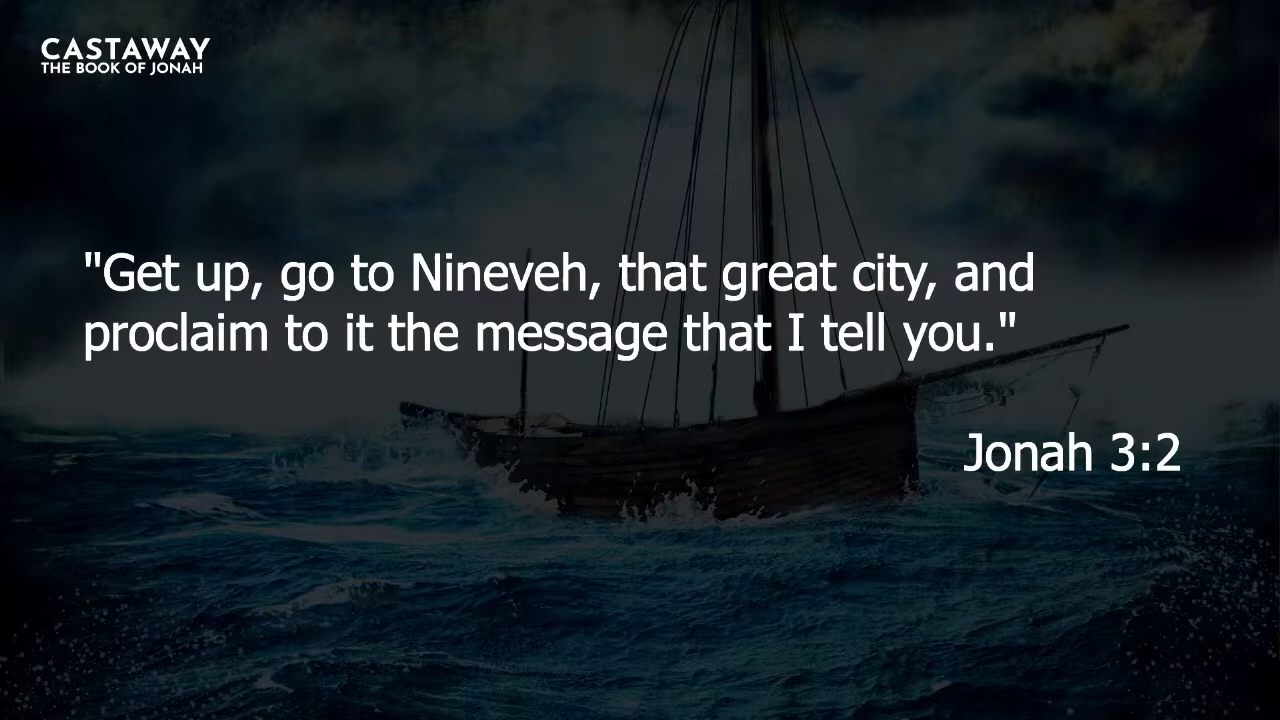 CASTAWAY
THE BOOK OF JONAH
"Get up, go to Nineveh, that great city, and
proclaim to it the message that I tell you."
Jonah 3:2